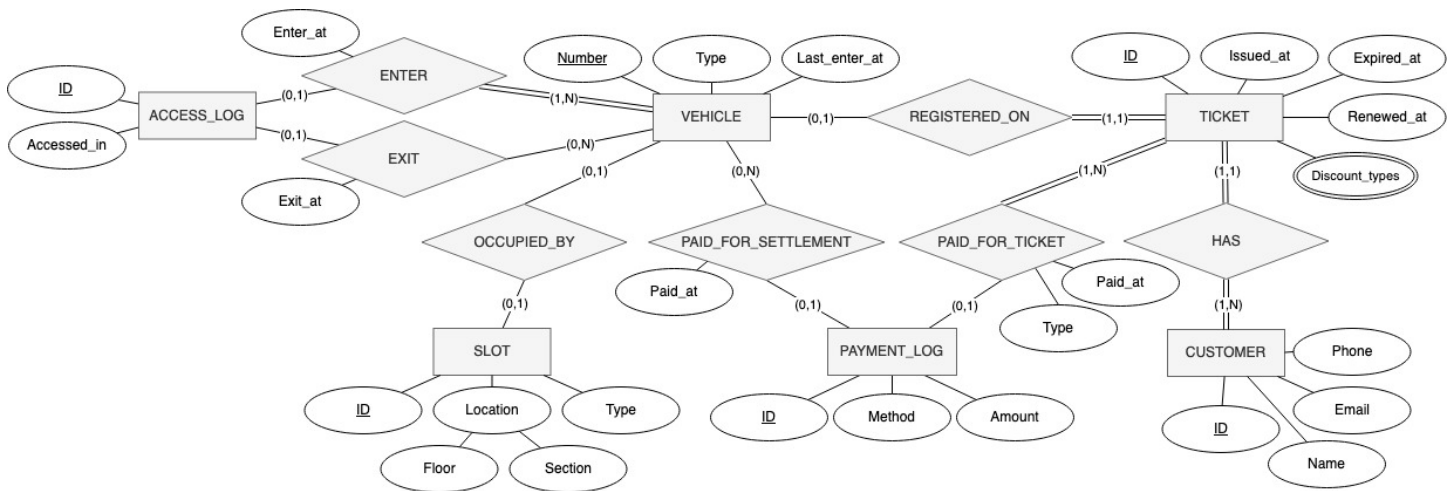 Enter_at
Number
Type
Last_enter_at
ID
Issued_at
Expired_at
ENTER
ID
(0,1)
(1,N)
ACCESS_LOG
VEHICLE
(0,1)
REGISTERED_ON
(1,1)
TICKET
Renewed_at
Accessed_in
(0,1)
(0,N)
EXIT
(0,1)
(0,N)
(1,N)
(1,1)
Discount_types
Exit_at
OCCUPIED_BY
PAID_FOR_SETTLEMENT
PAID_FOR_TICKET
HAS
Paid_at
Paid_at
(0,1)
(0,1)
(0,1)
(1,N)
Type
SLOT
PAYMENT_LOG
CUSTOMER
Phone
ID
Location
Type
ID
Method
Amount
Email
ID
Floor
Section
Name